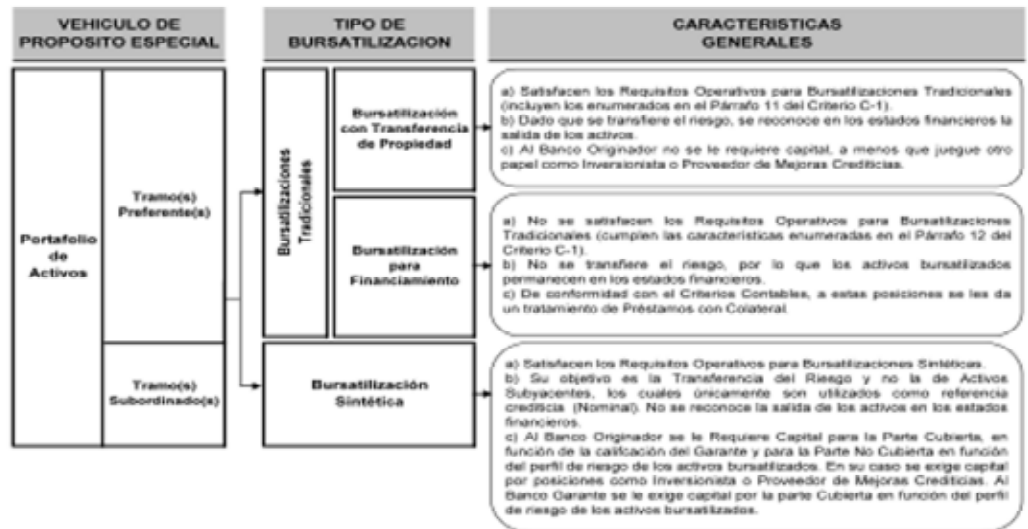 VEHICULO DE
PROPOSITO ESPECIAL
TIPO DE
BURSATILIZACION
CARACTERISTICAS
GENERALES
Portafolio
de
Activos
Tramo(s)
Preferente(s)
Tramo(s)
Subordinado(s)
Bursatilizaciones
Tradicionales
Bursatilización
con Transferencia
de Propiedad
a) Satisfacen los Requisitos Operativos para Bursatilizaciones Tradicionales
(incluyen los enumerados en el Párrafo 11 del Criterio C-1).
b) Dado que se transfiere el riesgo, se reconoce en los estados financieros la
salida de los activos.
c) Al Banco Originador no se le requiere capital, a menos que juegue otro
papel como Inversionista o Proveedor de Mejoras Crediticias.
Bursatilización
para
Financiamiento
a) No se satisfacen los Requisitos Operativos para Bursatilizaciones
Tradicionales (cumplen las características enumeradas en el Párrafo 12 del
Criterio C-1).
b) No se transfiere el riesgo, por lo que los activos bursatilizados
permanecen en los estados financieros.
c) De conformidad con el Criterios Contables, a estas posiciones se les da
un tratamiento de Préstamos con Colateral.
Bursatilización
Sintética
a) Satisfacen los Requisitos Operativos para Bursatilizaciones Sintéticas.
b) Su objetivo es la Transferencia del Riesgo y no la de Activos
Subyacentes, los cuales únicamente son utilizados como referencia
crediticia (Nominal). No se reconoce la salida de los activos en los estados
financieros.
c) Al Banco Originador se le Requiere Capital para la Parte Cubierta, en
función de la calificación del Garante y para la Parte No Cubierta en función
del perfil de riesgo de los activos bursatilizados. En su caso se exige capital
por posiciones como Inversionista o Proveedor de Mejoras Crediticias. Al
Banco Garante se le exige capital por la parte Cubierta en función del perfil
de riesgo de los activos bursatilizados.